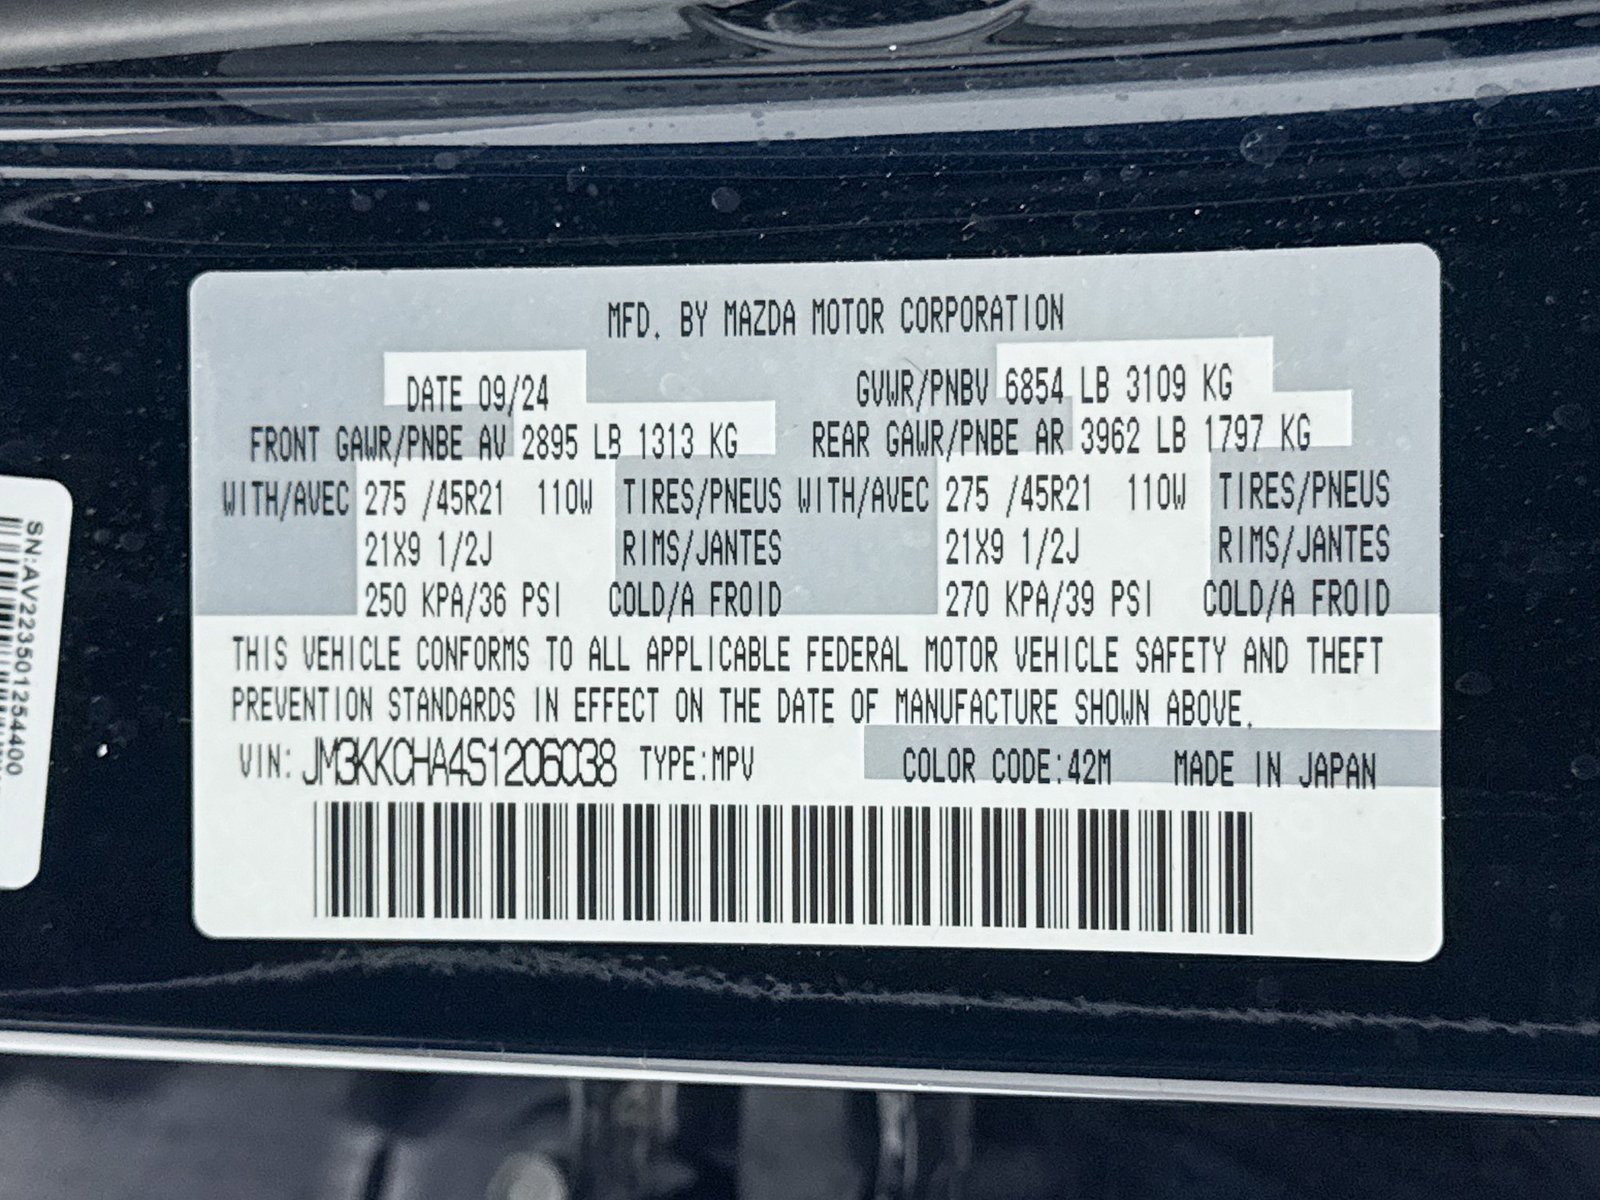 MFD. BY MAZDA MOTOR CORPORATION
DATE 09/24 GVWR/PNBV 6854 LB 3109 KG
FRONT GAWR/PNBE AV 2895 LB 1313 KG REAR GAWR/PNBE AR 3962 LB 1797 KG
WITH/AVEC 275 /45R21 110W TIRES/PNEUS WITH/AVEC 275 /45R21 110W TIRES/PNEUS
21X9 1/2J RIMS/JANTES 21X9 1/2J RIMS/JANTES
250 KPA/36 PSI COLD/A FROID 270 KPA/39 PSI COLD/A FROID
THIS VEHICLE CONFORMS TO ALL APPLICABLE FEDERAL MOTOR VEHICLE SAFETY AND THEFT
PREVENTION STANDARDS IN EFFECT ON THE DATE OF MANUFACTURE SHOWN ABOVE.
VIN: JM3KKCHA4S1206038 TYPE:MPV COLOR CODE:42M MADE IN JAPAN
SN:AV223501254400